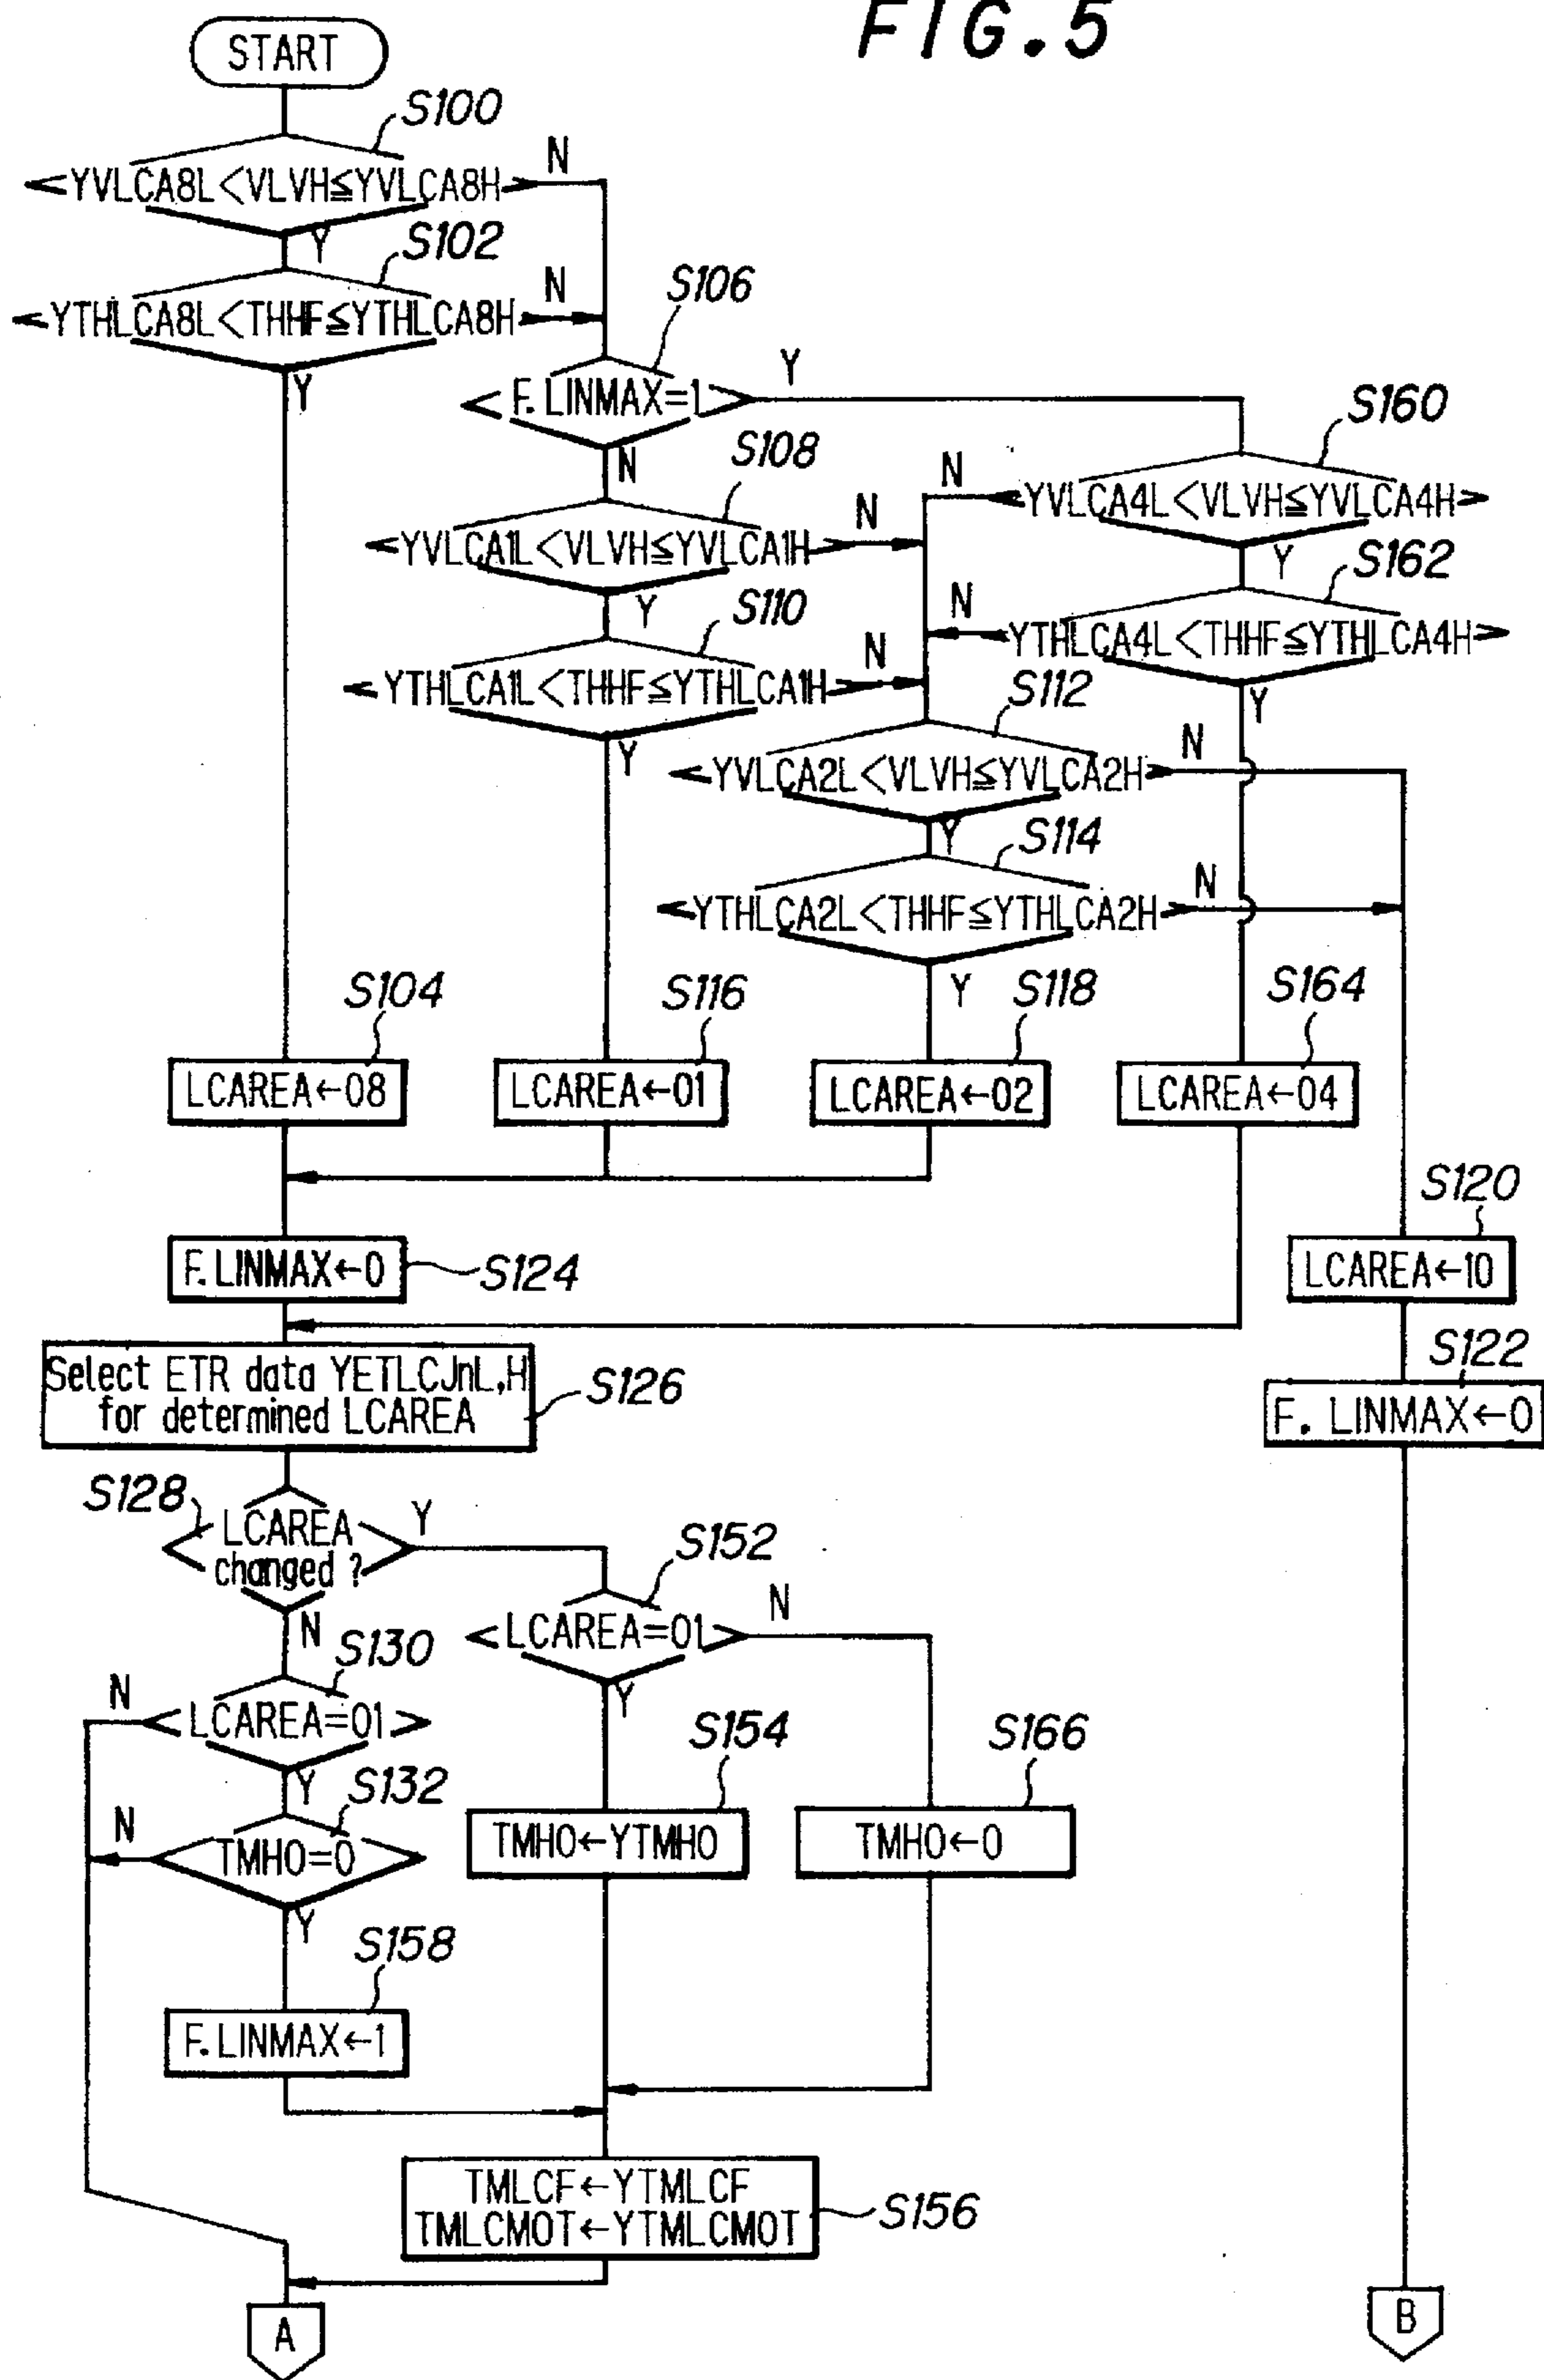 FIG.5
START
S100
YVLCA8L<VLVH≦YVLCA8H
N
Y
S102
YTHLCA8L<THHF≦YTHLCA8H
N
Y
S106
F.LINMAX=1
Y
N
S160
YVLCA4L<VLVH≦YVLCA4H
N
Y
S108
YVLCA1L<VLVH≦YVLCA1H
N
Y
S162
YTHLCA4L<THHF≦YTHLCA4H
N
Y
S110
YTHLCA1L<THHF≦YTHLCA1H
N
Y
S112
YVLCA2L<VLVH≦YVLCA2H
N
Y
S114
YTHLCA2L<THHF≦YTHLCA2H
N
Y
S104
LCAREA←08
S116
LCAREA←01
S118
LCAREA←02
S164
LCAREA←04
S120
LCAREA←10
F.LINMAX←0
S124
S122
F. LINMAX←0
Select ETR data YETLCJnL,H
for determined LCAREA
S126
S128
LCAREA
changed ?
Y
N
S152
LCAREA=01
N
Y
S130
LCAREA=01
N
Y
S154
TMHO←YTMHO
S166
TMHO←0
S132
TMHO=0
N
Y
S158
F.LINMAX←1
TMLCF←YTMLCF
TMLCMOT←YTMLCMOT
S156
A
B